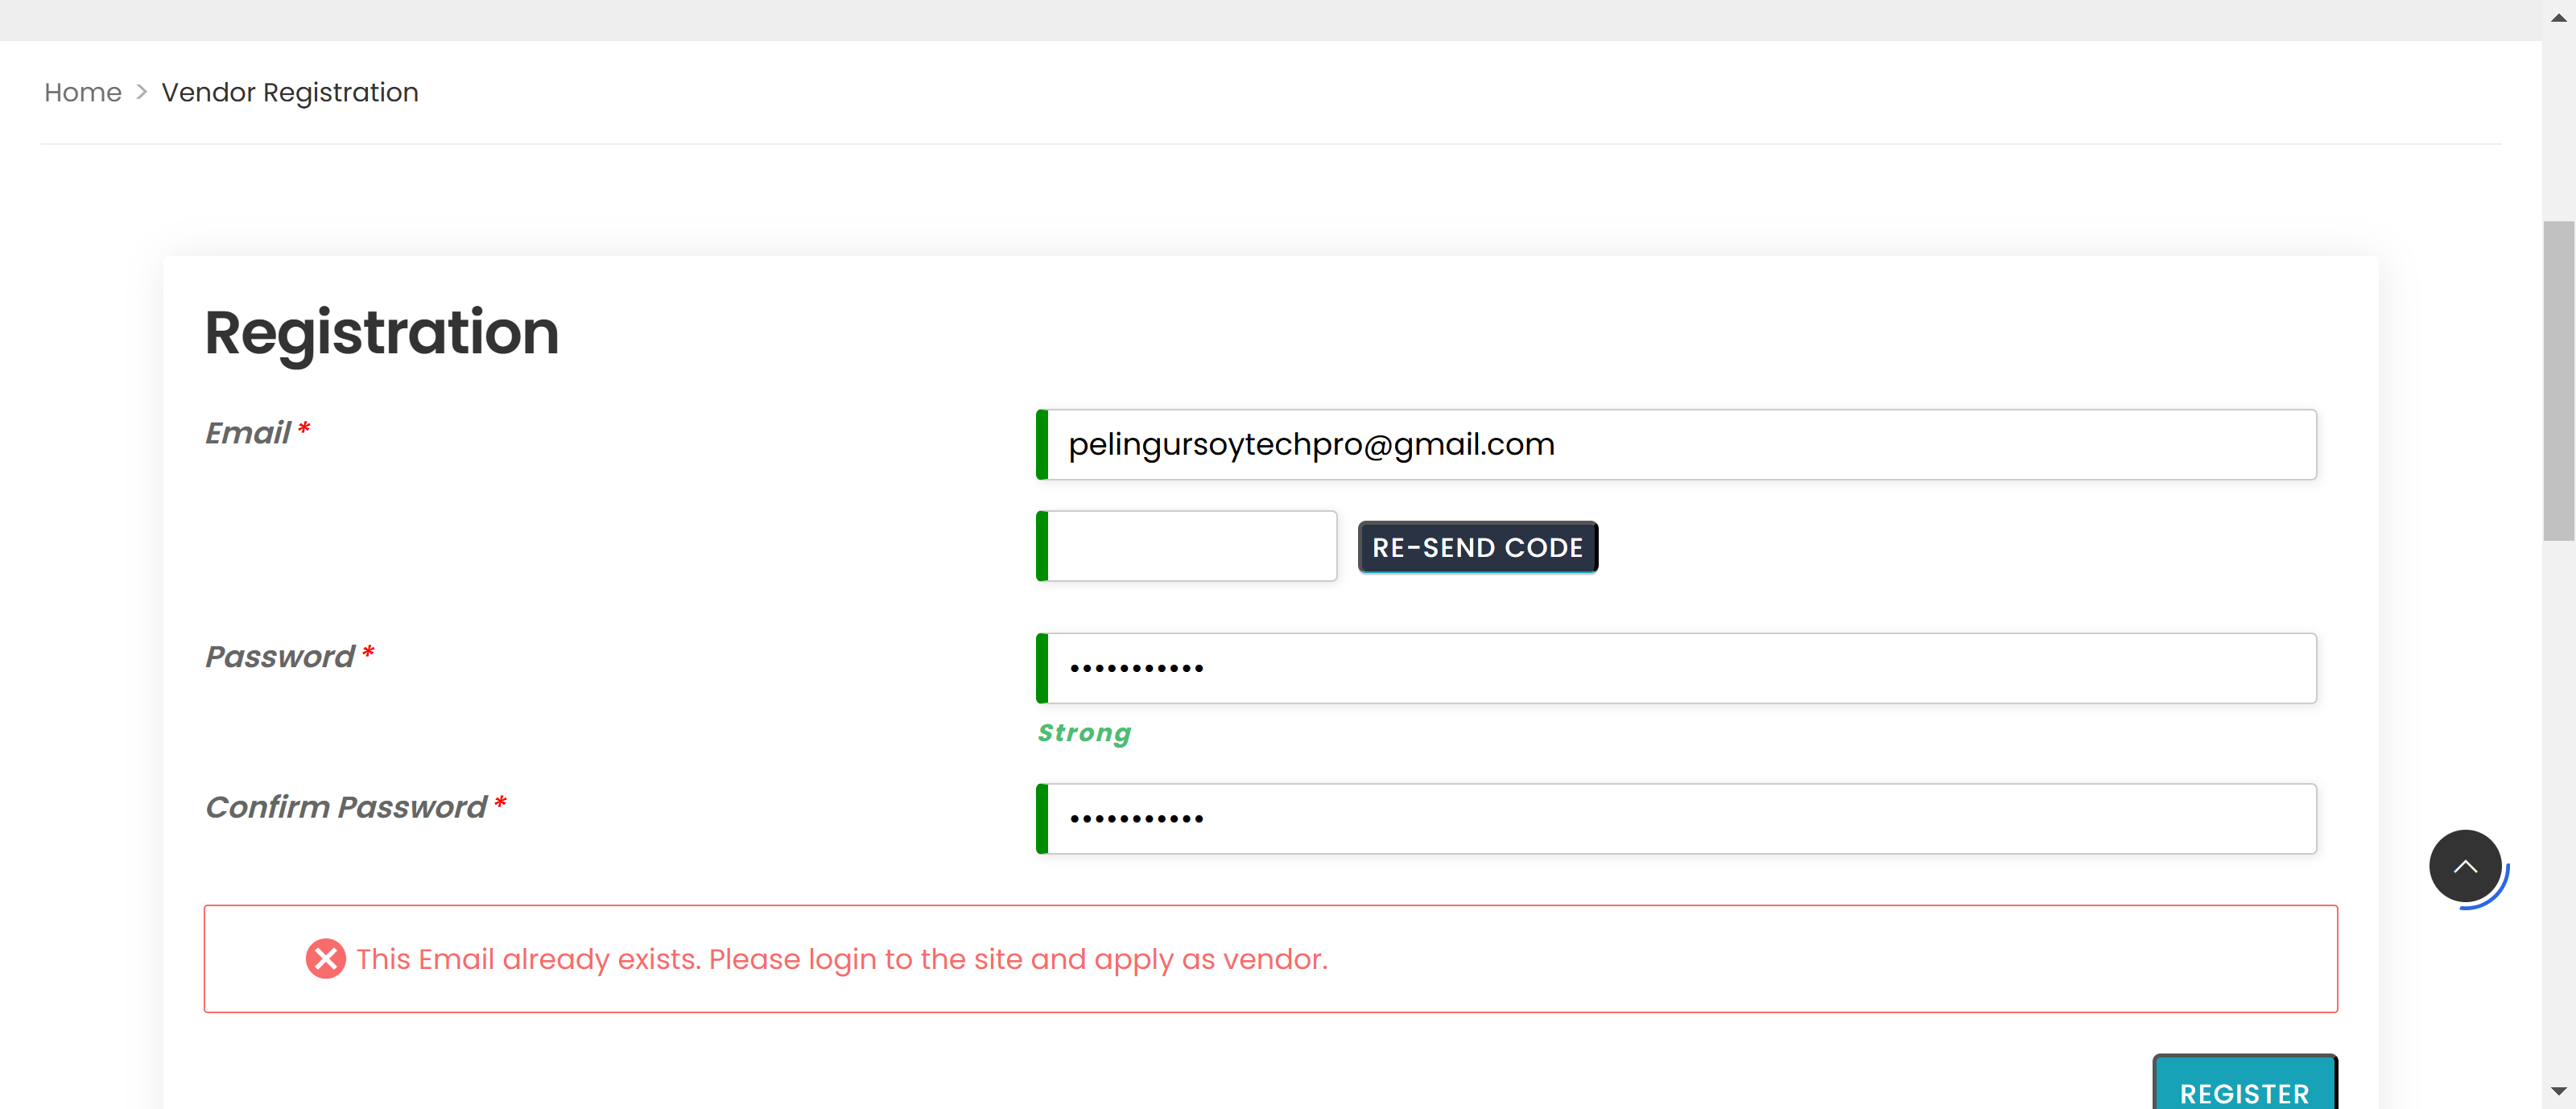 Home > Vendor Registration
Registration
Email *
pelingursoytechpro@gmail.com
RE-SEND CODE
Password *
•••••••••••
Strong
Confirm Password *
•••••••••••
This Email already exists. Please login to the site and apply as vendor.
REGISTER